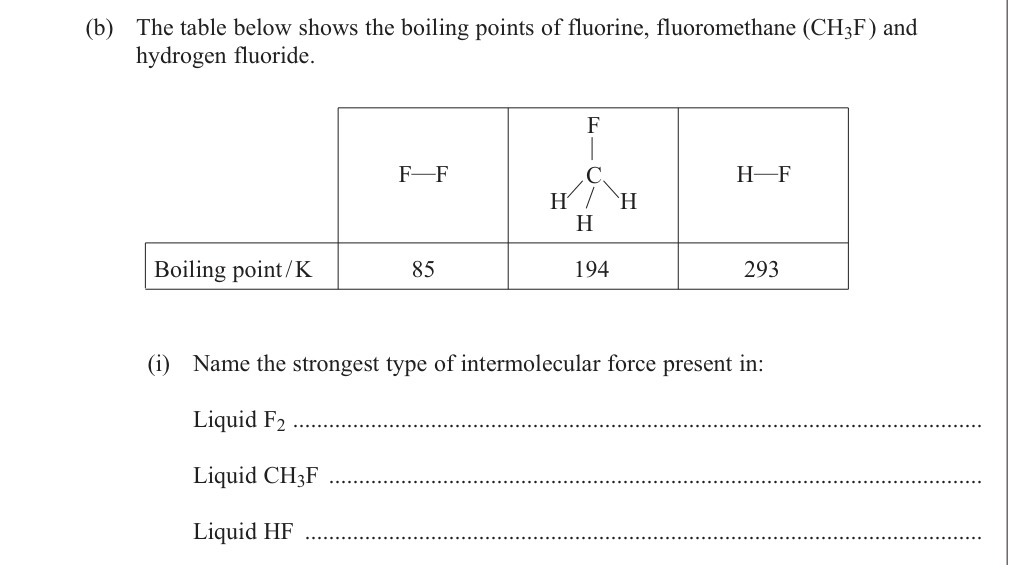 (b) The table below shows the boiling points of fluorine, fluoromethane (CH₃F) and
hydrogen fluoride.
F
F—F C H—F
H H
H
Boiling point/K 85 194 293
(i) Name the strongest type of intermolecular force present in:
Liquid F₂ ....................................................................................................................
Liquid CH₃F ..............................................................................................................
Liquid HF ..................................................................................................................